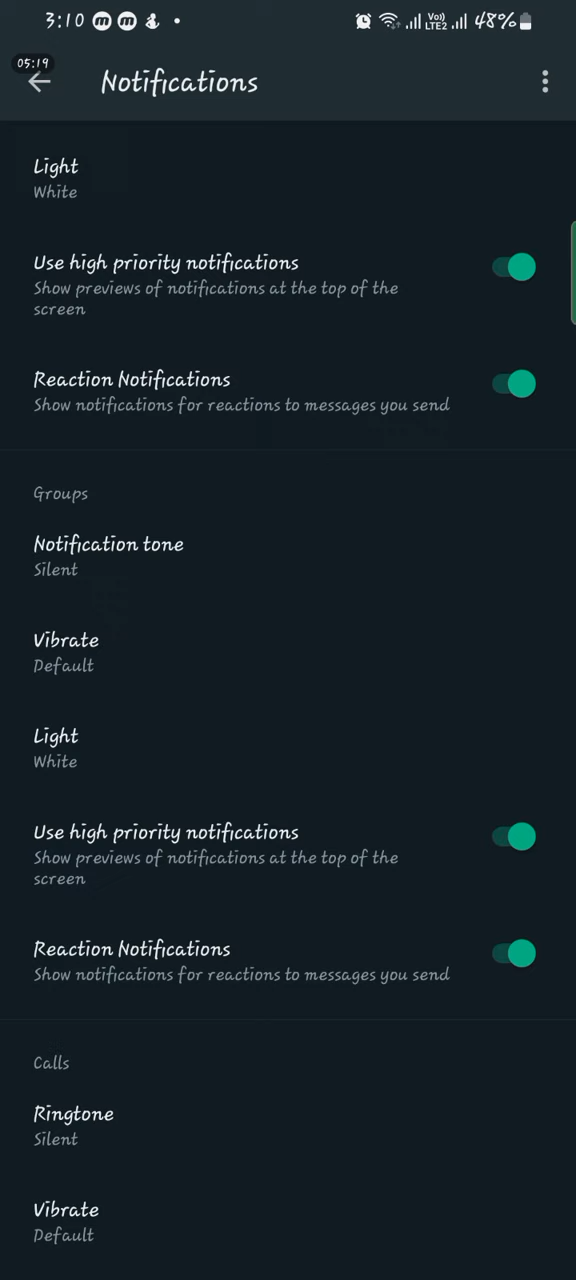 3:10
Vo))
LTE2
48%
05:19
Notifications
Light
White
Use high priority notifications
Show previews of notifications at the top of the
screen
Reaction Notifications
Show notifications for reactions to messages you send
Groups
Notification tone
Silent
Vibrate
Default
Light
White
Use high priority notifications
Show previews of notifications at the top of the
screen
Reaction Notifications
Show notifications for reactions to messages you send
Calls
Ringtone
Silent
Vibrate
Default